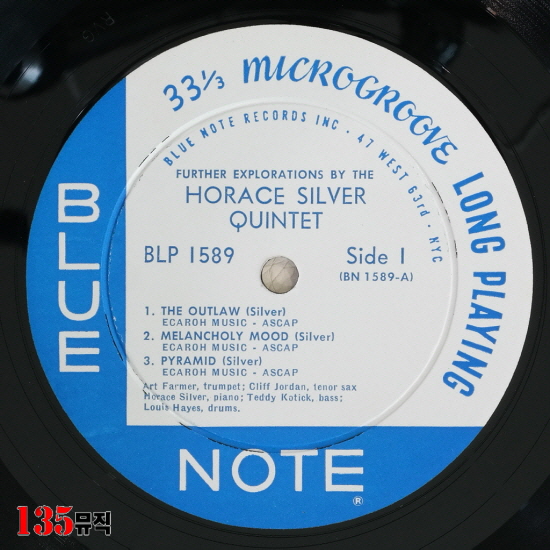 33⅓ MICROGROOVE LONG PLAYING
BLUE NOTE RECORDS INC · 47 WEST 63rd · NYC
FURTHER EXPLORATIONS BY THE
HORACE SILVER
QUINTET
BLP 1589 Side 1
(BN 1589-A)
1. THE OUTLAW (Silver)
ECAROH MUSIC - ASCAP
2. MELANCHOLY MOOD (Silver)
ECAROH MUSIC - ASCAP
3. PYRAMID (Silver)
ECAROH MUSIC - ASCAP
Art Farmer, trumpet; Cliff Jordan, tenor sax
Horace Silver, piano; Teddy Kotick, bass;
Louis Hayes, drums.
BLUE
NOTE ®
135뮤직